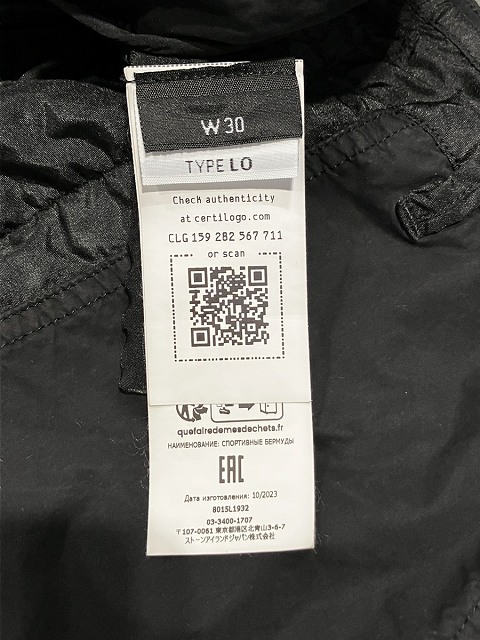 W 30
TYPE LO
Check authenticity
at certilogo.com
CLG 159 282 567 711
or scan
quefairedemesdechets.fr
НАИМЕНОВАНИЕ: СПОРТИВНЫЕ БЕРМУДЫ
EAC
Дата изготовления: 10/2023
8015L1932
03-3400-1707
〒107-0061 東京都港区北青山3-6-7
ストーンアイランドジャパン株式会社